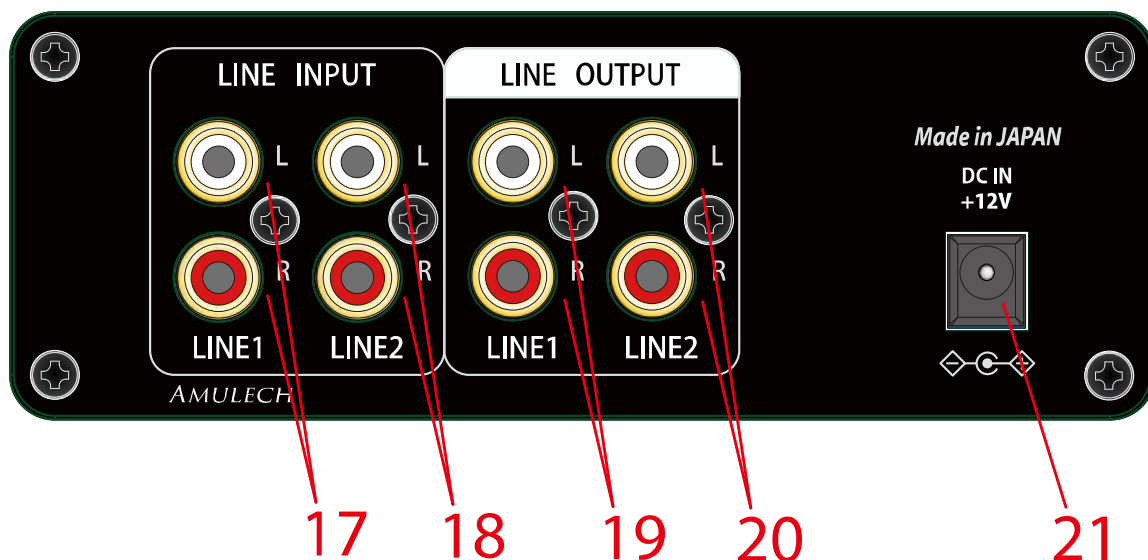 LINE INPUT
LINE OUTPUT
L
L
L
L
Made in JAPAN
DC IN
+12V
R
R
R
R
LINE1
LINE2
LINE1
LINE2
AMULECH
17
18
19
20
21